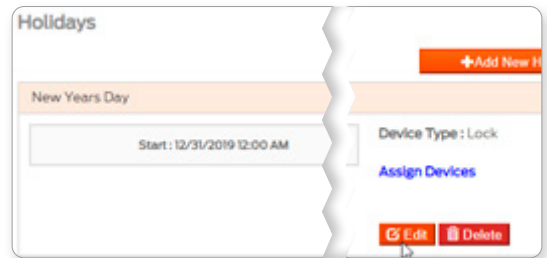 Holidays
+Add New H
New Years Day
Start : 12/31/2019 12:00 AM
Device Type : Lock
Assign Devices
Edit Delete